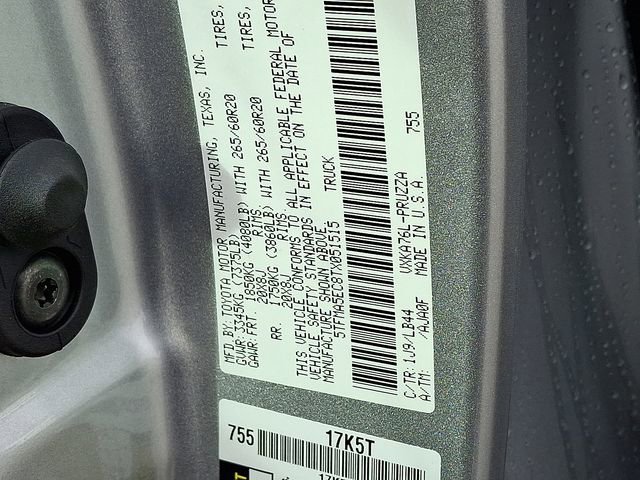 MFD. BY: TOYOTA MOTOR MANUFACTURING, TEXAS, INC.
GVWR: 3345KG ( 7375LB)
GAWR: FRT. 1850KG (4080LB) WITH 265/60R20 TIRES,
20X8J RIMS,
RR. 1750KG (3860LB) WITH 265/60R20 TIRES,
20X8J RIMS.
THIS VEHICLE CONFORMS TO ALL APPLICABLE FEDERAL MOTOR
VEHICLE SAFETY STANDARDS IN EFFECT ON THE DATE OF
MANUFACTURE SHOWN ABOVE.
5TFMA5EC81X051515 TRUCK
C/TR:1J9/LB44 VXKA76L-PRUZZA 755
A/TM: /AJA0F MADE IN U.S.A.
755 17K5T